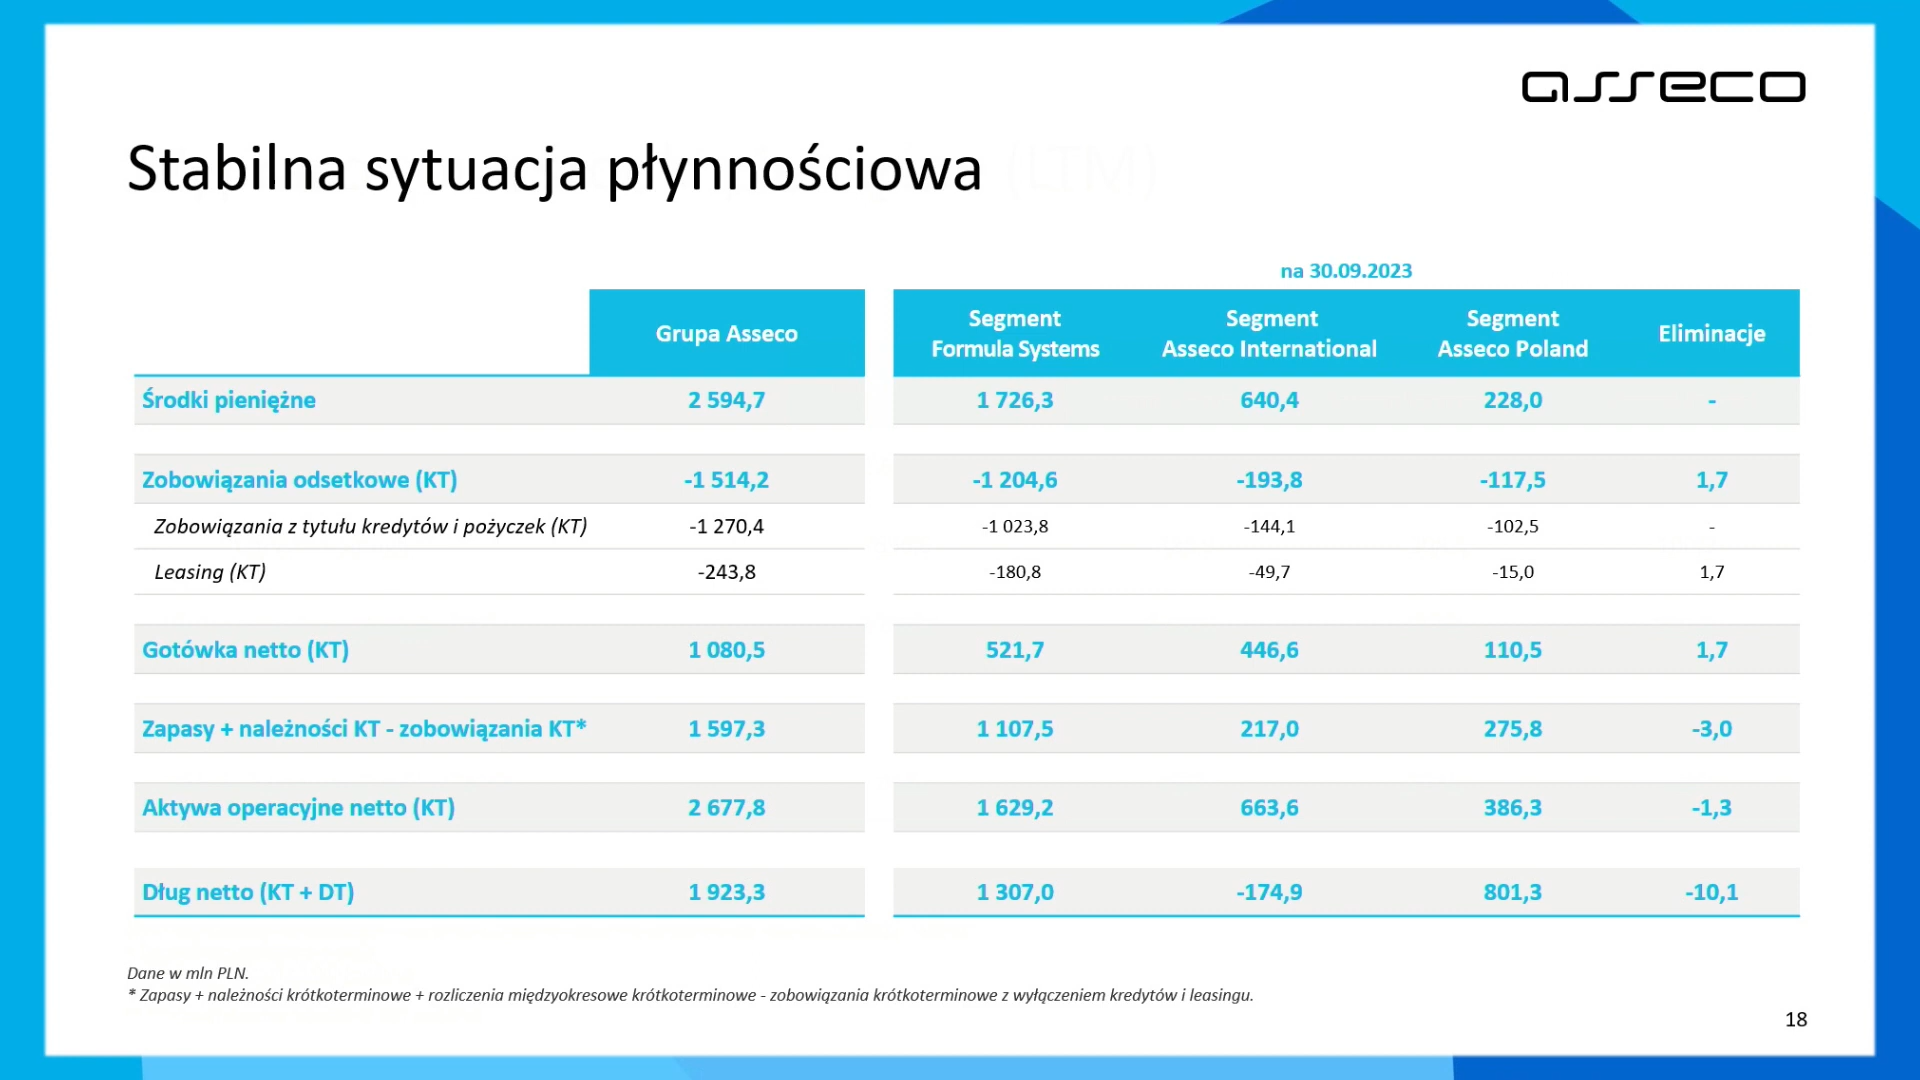 asseco
Stabilna sytuacja płynnościowa
na 30.09.2023
Grupa Asseco
Segment Formula Systems
Segment Asseco International
Segment Asseco Poland
Eliminacje
Środki pieniężne 2 594,7 1 726,3 640,4 228,0 -
Zobowiązania odsetkowe (KT) -1 514,2 -1 204,6 -193,8 -117,5 1,7
Zobowiązania z tytułu kredytów i pożyczek (KT) -1 270,4 -1 023,8 -144,1 -102,5 -
Leasing (KT) -243,8 -180,8 -49,7 -15,0 1,7
Gotówka netto (KT) 1 080,5 521,7 446,6 110,5 1,7
Zapasy + należności KT - zobowiązania KT* 1 597,3 1 107,5 217,0 275,8 -3,0
Aktywa operacyjne netto (KT) 2 677,8 1 629,2 663,6 386,3 -1,3
Dług netto (KT + DT) 1 923,3 1 307,0 -174,9 801,3 -10,1
Dane w mln PLN.
* Zapasy + należności krótkoterminowe + rozliczenia międzyokresowe krótkoterminowe - zobowiązania krótkoterminowe z wyłączeniem kredytów i leasingu.
18